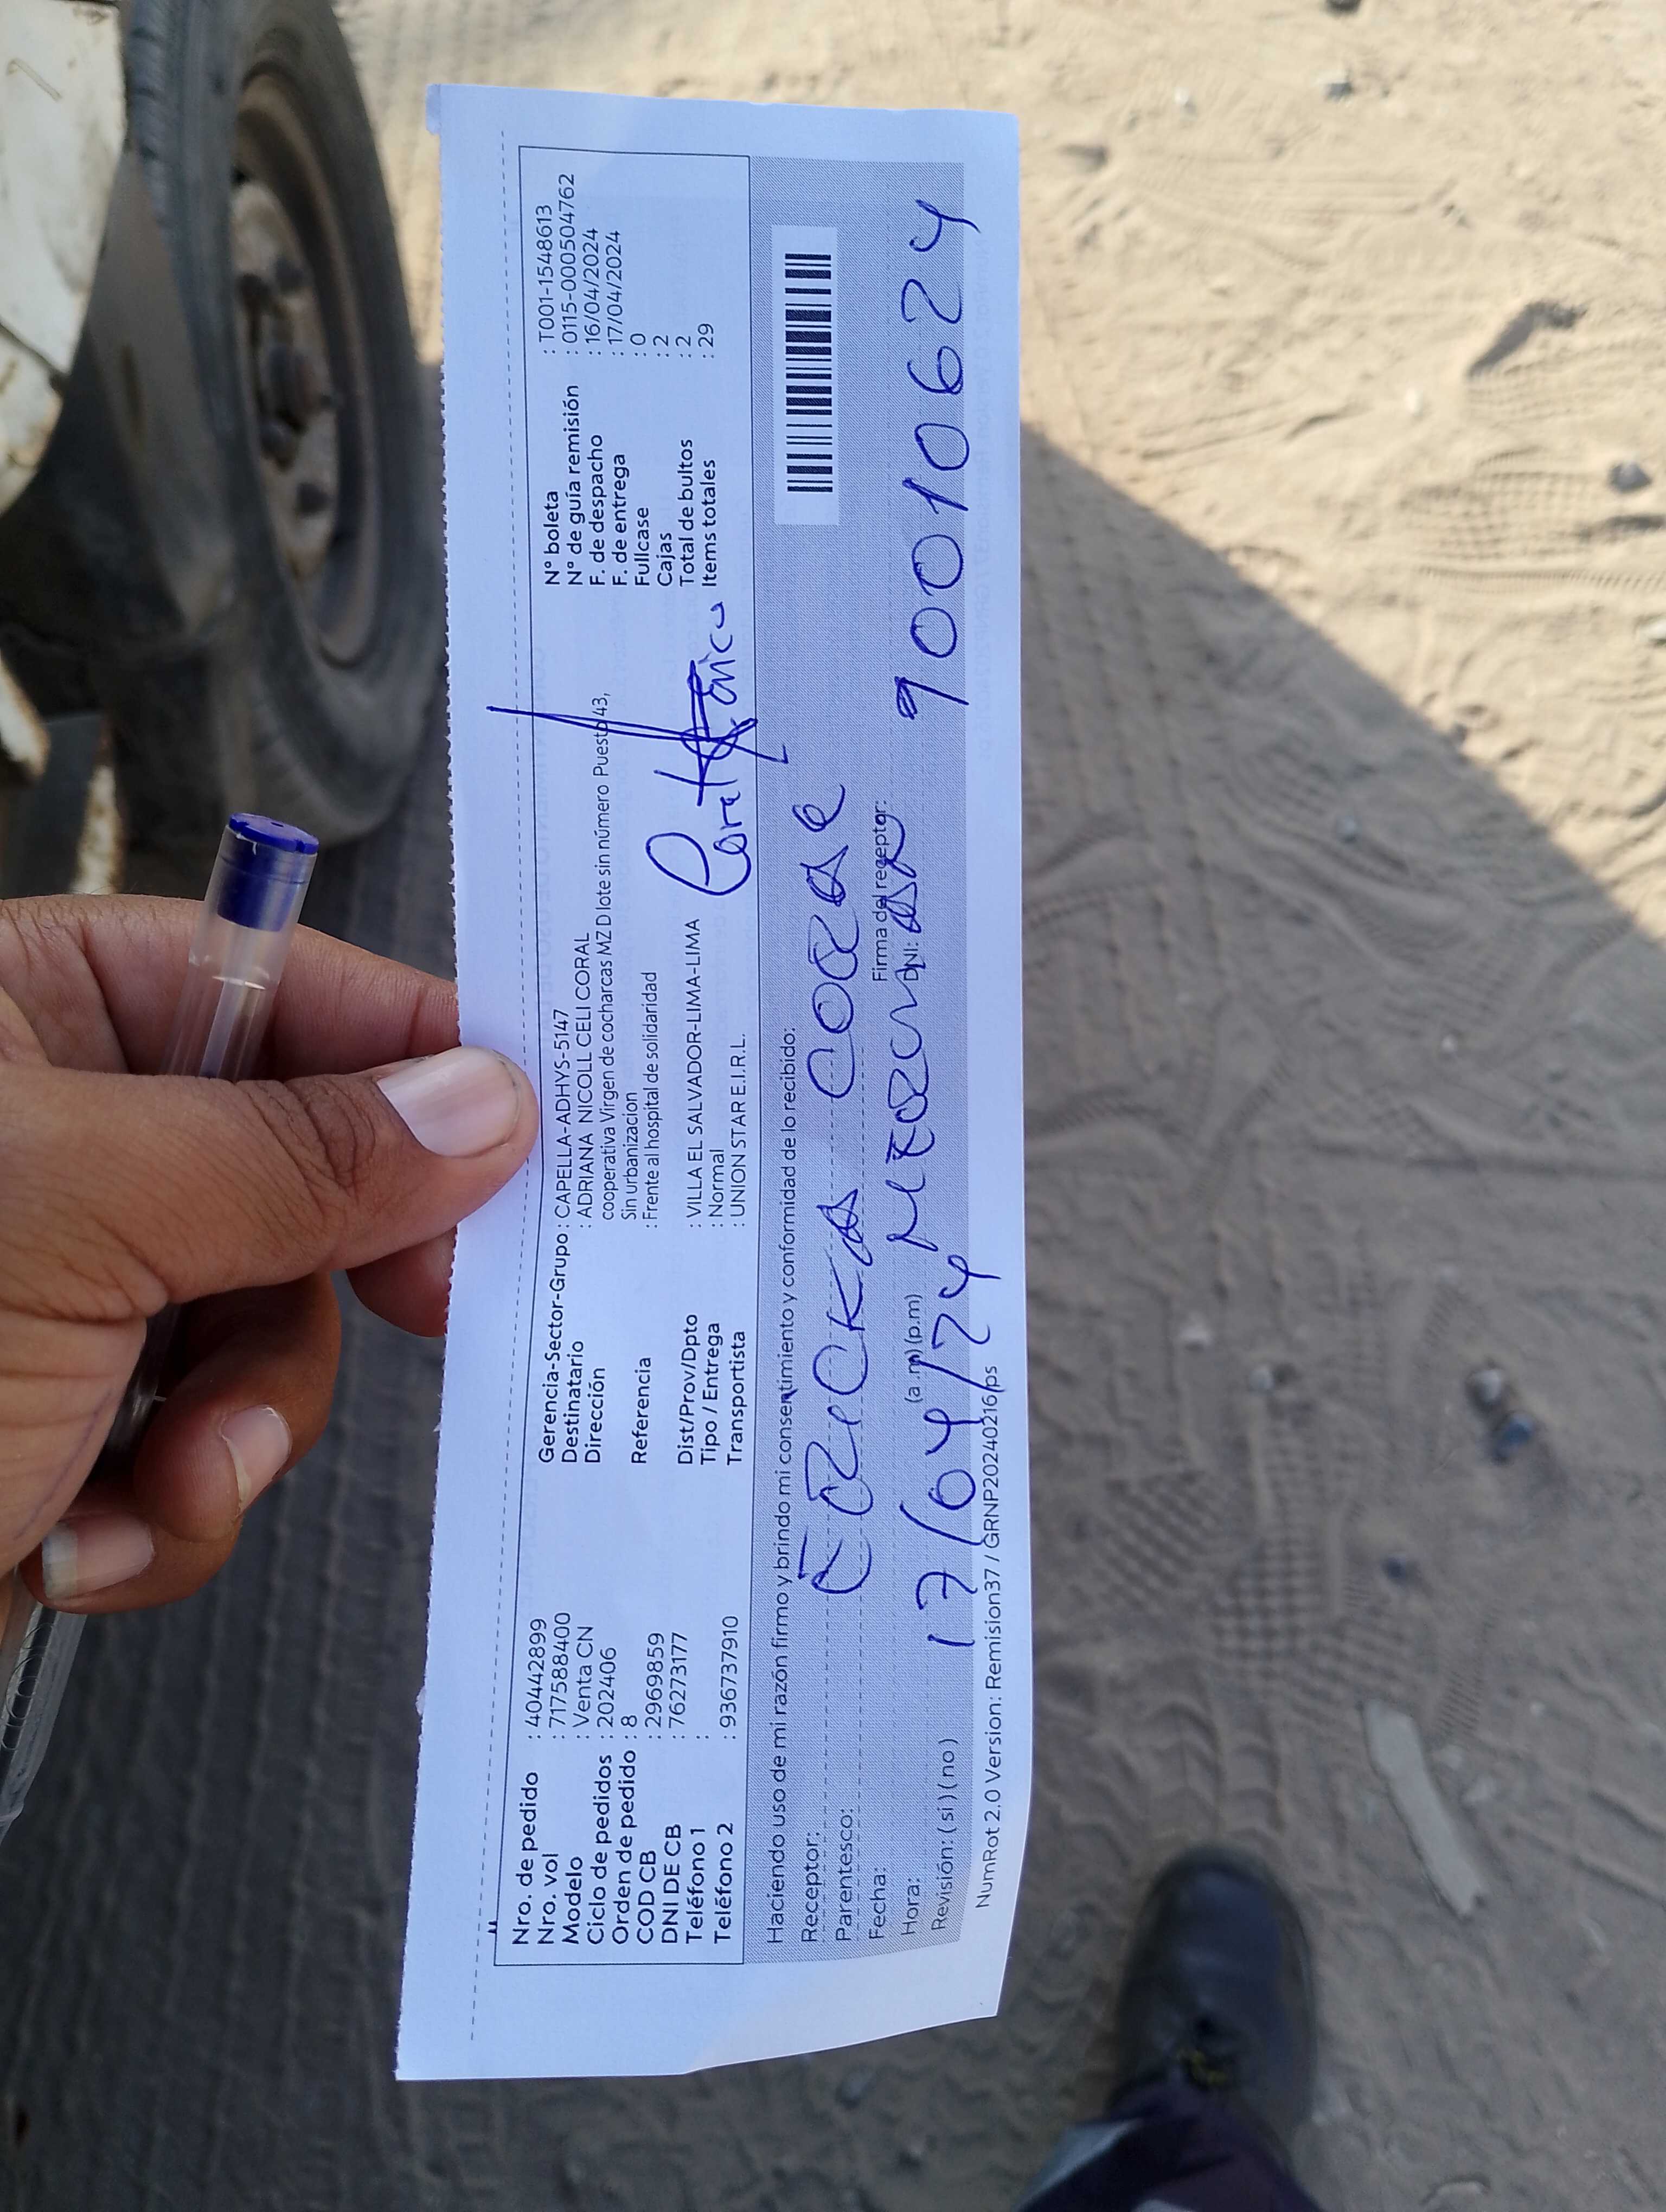 Nro. de pedido : 40442899
Nro. vol : 717588400
Modelo : Venta CN
Ciclo de pedidos : 202406
Orden de pedido : 8
COD CB : 29698​59
DNI DE CB : 76273177
Teléfono 1 :
Teléfono 2 : 936737910
Gerencia-Sector-Grupo : CAPELLA-ADHYS-5147
Destinatario : ADRIANA NICOLL CELI CORAL
Dirección cooperativa Virgen de cocharcas MZ D lote sin número Puesto 43,
Sin urbanizacion
Referencia : Frente al hospital de solidaridad
Dist/Prov/Dpto : VILLA EL SALVADOR-LIMA-LIMA
Tipo / Entrega : Normal
Transportista : UNION STAR E.I.R.L.
N° boleta : T001-1548613
N° de guía remisión : 0115-000504762
F. de despacho : 16/04/2024
F. de entrega : 17/04/2024
Fullcase : 0
Cajas : 2
Total de bultos : 2
Items totales : 29
Haciendo uso de mi razón firmo y brindo mi consentimiento y conformidad de lo recibido:
Receptor:
Parentesco:
Fecha:
Firma del receptor:
Hora: (a.m) (p.m) DNI:
17/04/24
90010624
Revisión: ( si ) ( no )
NumRot 2.0 Version: Remision37 / GRNP20240216/ps